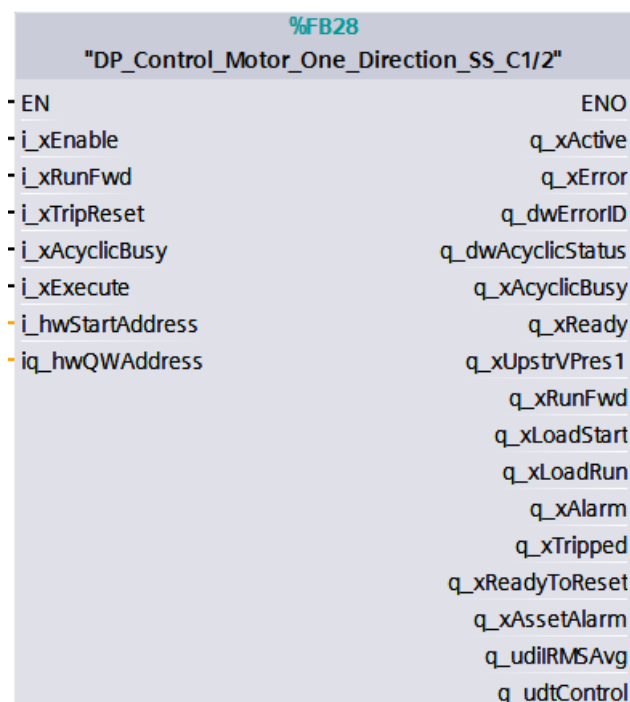 %FB28
"DP_Control_Motor_One_Direction_SS_C1/2"
EN ENO
i_xEnable q_xActive
i_xRunFwd q_xError
i_xTripReset q_dwErrorID
i_xAcyclicBusy q_dwAcyclicStatus
i_xExecute q_xAcyclicBusy
i_hwStartAddress q_xReady
iq_hwQWAddress q_xUpstrVPres1
q_xRunFwd
q_xLoadStart
q_xLoadRun
q_xAlarm
q_xTripped
q_xReadyToReset
q_xAssetAlarm
q_udiIRMSAvg
q_udtControl